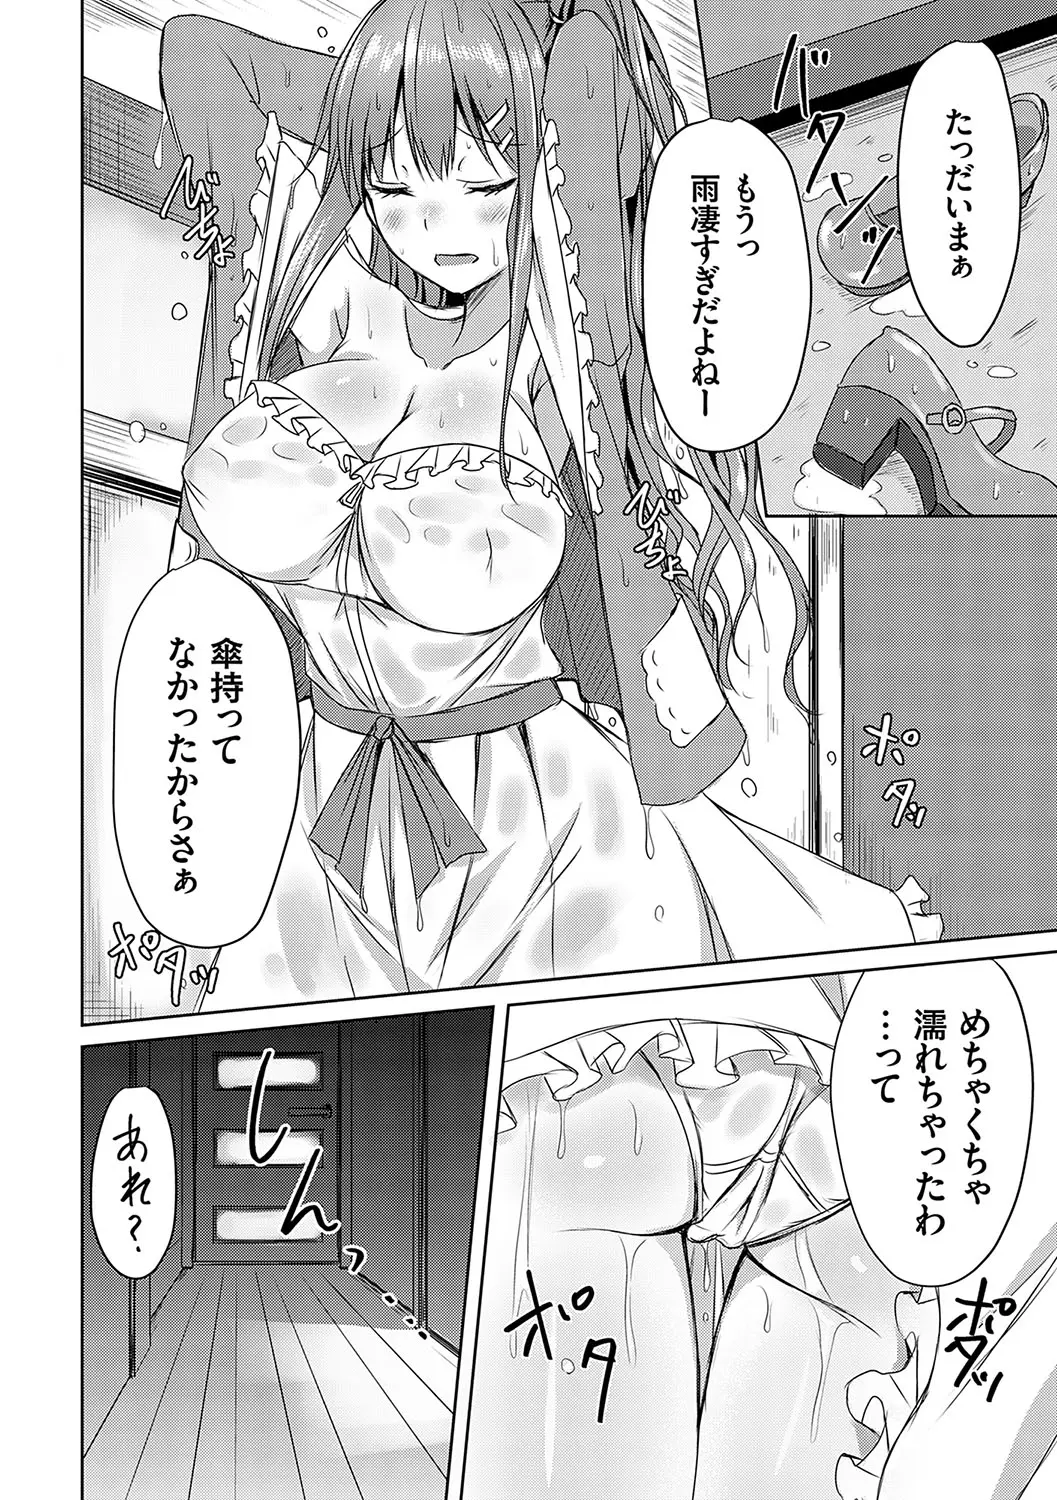 たっだいまぁ
バタンッ
もうっ
雨凄すぎだよねー
びちょ
びちょ
傘持って
なかったからさぁ
ポタッ
ポタッ
めちゃくちゃ
濡れちゃったわ
…って
ポタ
ポタッ
しーんっ…
あれ?